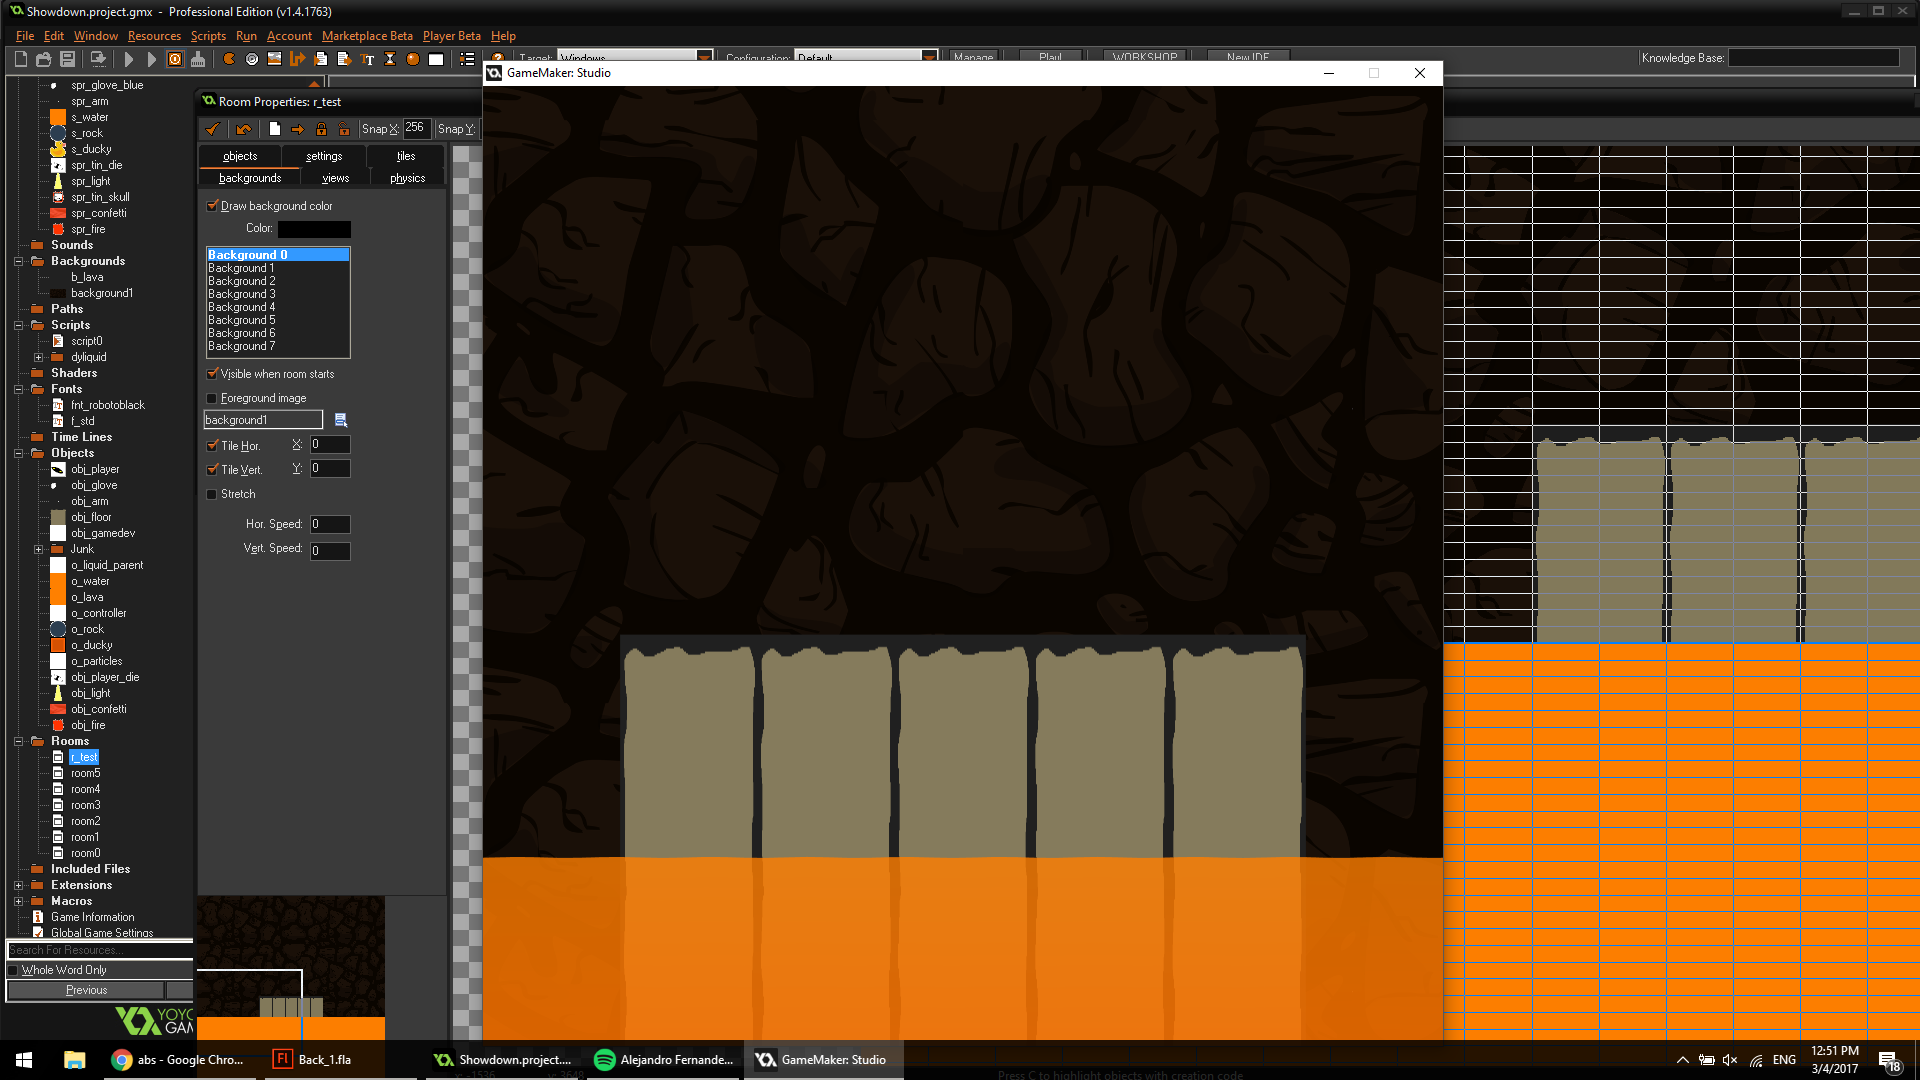 Showdown.project.gmx - Professional Edition (v1.4.1763)
File Edit Window Resources Scripts Run Account Marketplace Beta Player Beta Help
Target: Windows Configuration: Default Manage Play! WORKSHOP New IDE Knowledge Base:
GameMaker: Studio
spr_glove_blue
spr_arm
s_water
s_rock
s_ducky
spr_tin_die
spr_light
spr_tin_skull
spr_confetti
spr_fire
Sounds
Backgrounds
b_lava
background1
Paths
Scripts
script0
dyliquid
Shaders
Fonts
fnt_robotoblack
f_std
Time Lines
Objects
obj_player
obj_glove
obj_arm
obj_floor
obj_gamedev
Junk
o_liquid_parent
o_water
o_lava
o_controller
o_rock
o_ducky
o_particles
obj_player_die
obj_light
obj_confetti
obj_fire
Rooms
r_test
room5
room4
room3
room2
room1
room0
Included Files
Extensions
Macros
Game Information
Global Game Settings
Search For Resources...
Whole Word Only
Previous
YOYO
GAM
Room Properties: r_test
Snap X: 256 Snap Y:
objects settings tiles
backgrounds views physics
Draw background color
Color:
Background 0
Background 1
Background 2
Background 3
Background 4
Background 5
Background 6
Background 7
Visible when room starts
Foreground image
background1
Tile Hor. X: 0
Tile Vert. Y: 0
Stretch
Hor. Speed: 0
Vert. Speed: 0
x: -1536 y: 3648
Press C to highlight objects with creation code
abs - Google Chro...
Back_1.fla
Showdown.project....
Alejandro Fernande...
GameMaker: Studio
ENG
12:51 PM
3/4/2017
18